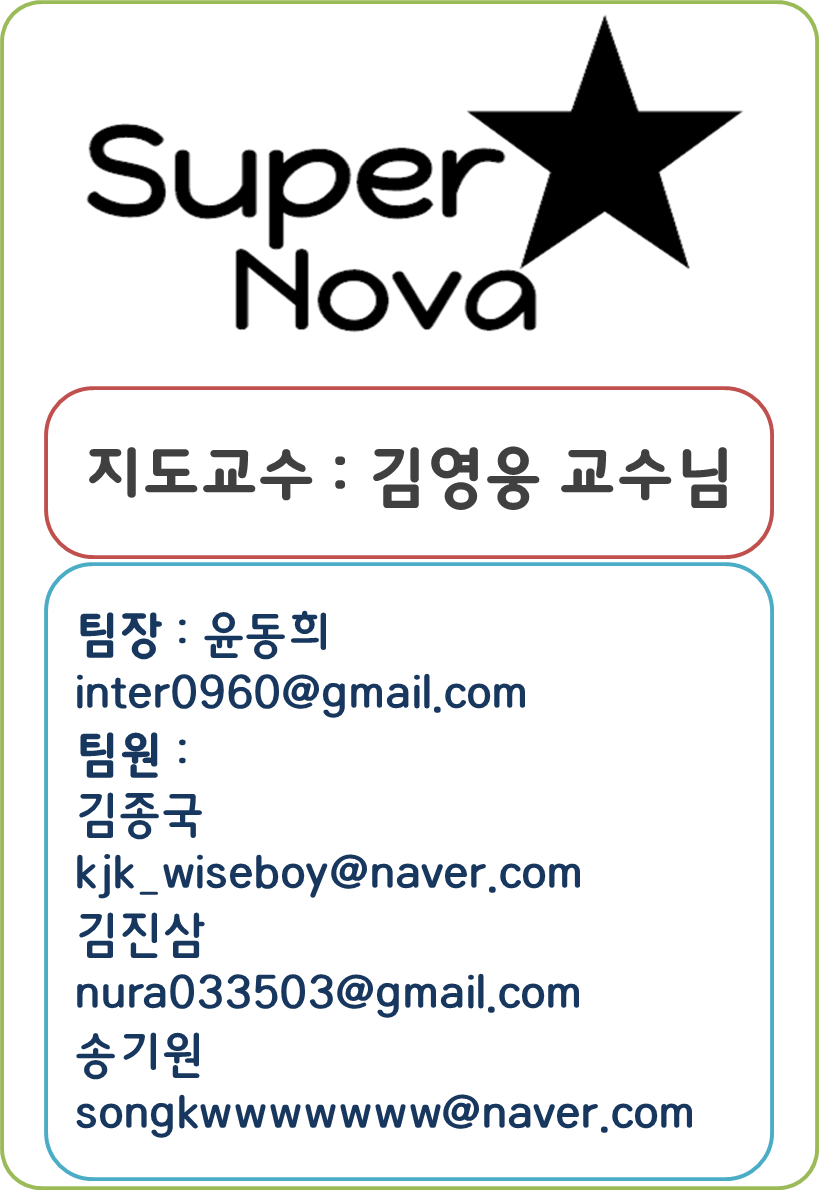 Super
Nova
지도교수 : 김영웅 교수님
팀장 : 윤동희
inter0960@gmail.com
팀원 :
김종국
kjk_wiseboy@naver.com
김진삼
nura033503@gmail.com
송기원
songkwwwwwwww@naver.com